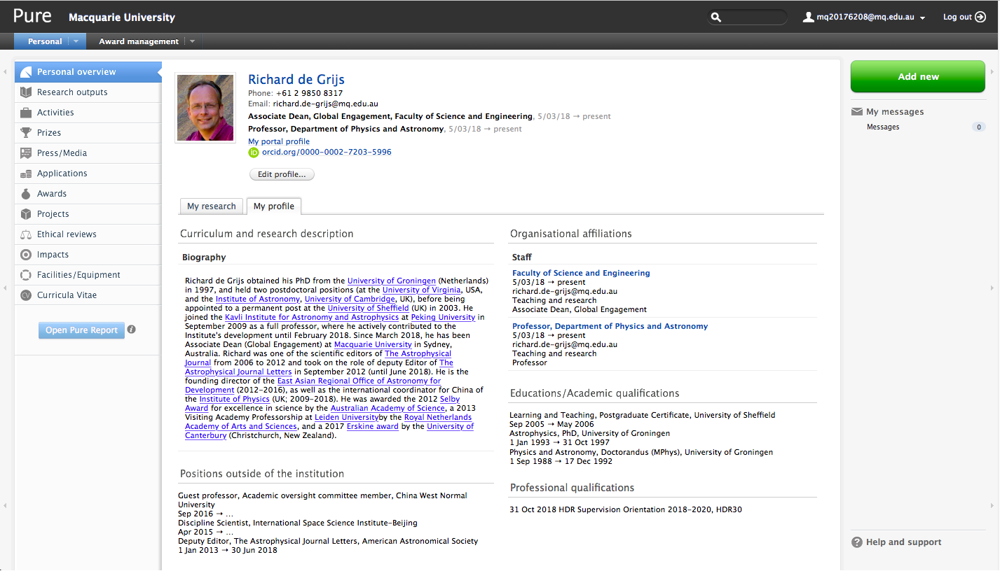 Pure Macquarie University
mq20176208@mq.edu.au
Log out
Personal
Award management
Personal overview
Research outputs
Activities
Prizes
Press/Media
Applications
Awards
Projects
Ethical reviews
Impacts
Facilities/Equipment
CV Curricula Vitae
Open Pure Report i
Richard de Grijs
Phone: +61 2 9850 8317
Email: richard.de-grijs@mq.edu.au
Associate Dean, Global Engagement, Faculty of Science and Engineering, 5/03/18 → present
Professor, Department of Physics and Astronomy, 5/03/18 → present
My portal profile
iD orcid.org/0000-0002-7203-5996
Edit profile...
My research
My profile
Curriculum and research description
Biography
Richard de Grijs obtained his PhD from the University of Groningen (Netherlands)
in 1997, and held two postdoctoral positions (at the University of Virginia, USA,
and the Institute of Astronomy, University of Cambridge, UK), before being
appointed to a permanent post at the University of Sheffield (UK) in 2003. He
joined the Kavli Institute for Astronomy and Astrophysics at Peking University in
September 2009 as a full professor, where he actively contributed to the
Institute's development until February 2018. Since March 2018, he has been
Associate Dean (Global Engagement) at Macquarie University in Sydney,
Australia. Richard was one of the scientific editors of The Astrophysical
Journal from 2006 to 2012 and took on the role of deputy Editor of The
Astrophysical Journal Letters in September 2012 (until June 2018). He is the
founding director of the East Asian Regional Office of Astronomy for
Development (2012-2016), as well as the international coordinator for China of
the Institute of Physics (UK; 2009-2018). He was awarded the 2012 Selby
Award for excellence in science by the Australian Academy of Science, a 2013
Visiting Academy Professorship at Leiden Universityby the Royal Netherlands
Academy of Arts and Sciences, and a 2017 Erskine award by the University of
Canterbury (Christchurch, New Zealand).
Positions outside of the institution
Guest professor, Academic oversight committee member, China West Normal
University
Sep 2016 → ...
Discipline Scientist, International Space Science Institute-Beijing
Apr 2015 → ...
Deputy Editor, The Astrophysical Journal Letters, American Astronomical Society
1 Jan 2013 → 30 Jun 2018
Organisational affiliations
Staff
Faculty of Science and Engineering
5/03/18 → present
richard.de-grijs@mq.edu.au
Teaching and research
Associate Dean, Global Engagement
Professor, Department of Physics and Astronomy
5/03/18 → present
richard.de-grijs@mq.edu.au
Teaching and research
Professor
Educations/Academic qualifications
Learning and Teaching, Postgraduate Certificate, University of Sheffield
Sep 2005 → May 2006
Astrophysics, PhD, University of Groningen
1 Jan 1993 → 31 Oct 1997
Physics and Astronomy, Doctorandus (MPhys), University of Groningen
1 Sep 1988 → 17 Dec 1992
Professional qualifications
31 Oct 2018 HDR Supervision Orientation 2018-2020, HDR30
Add new
My messages
Messages 0
? Help and support